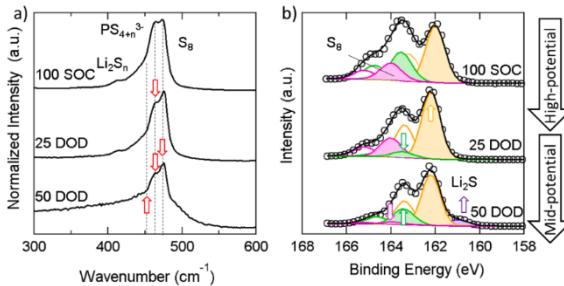 a)
PS₄₊ₙ³⁻
S₈
Li₂Sₙ
100 SOC
25 DOD
50 DOD
Normalized Intensity (a.u.)
300 400 500 600
Wavenumber (cm⁻¹)
b)
S₈
100 SOC
25 DOD
Li₂S
50 DOD
Intensity (a.u.)
166 164 162 160 158
Binding Energy (eV)
High-potential
Mid-potential